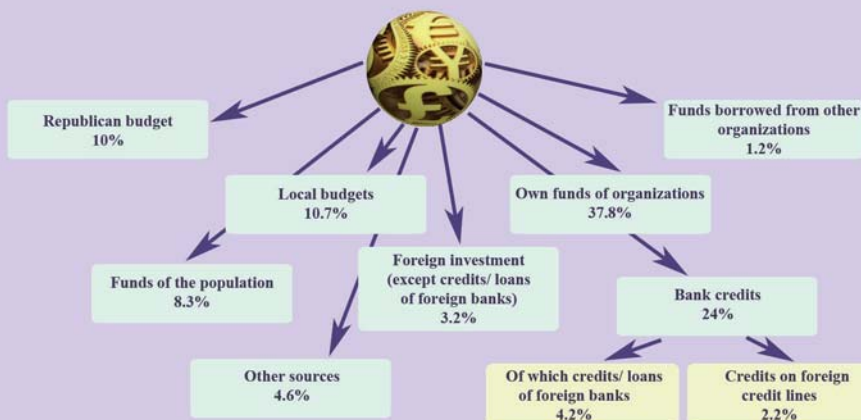 Republican budget
10%
Funds borrowed from other
organizations
1.2%
Local budgets
10.7%
Own funds of organizations
37.8%
Funds of the population
8.3%
Foreign investment
(except credits/ loans
of foreign banks)
3.2%
Bank credits
24%
Other sources
4.6%
Of which credits/ loans
of foreign banks
4.2%
Credits on foreign
credit lines
2.2%